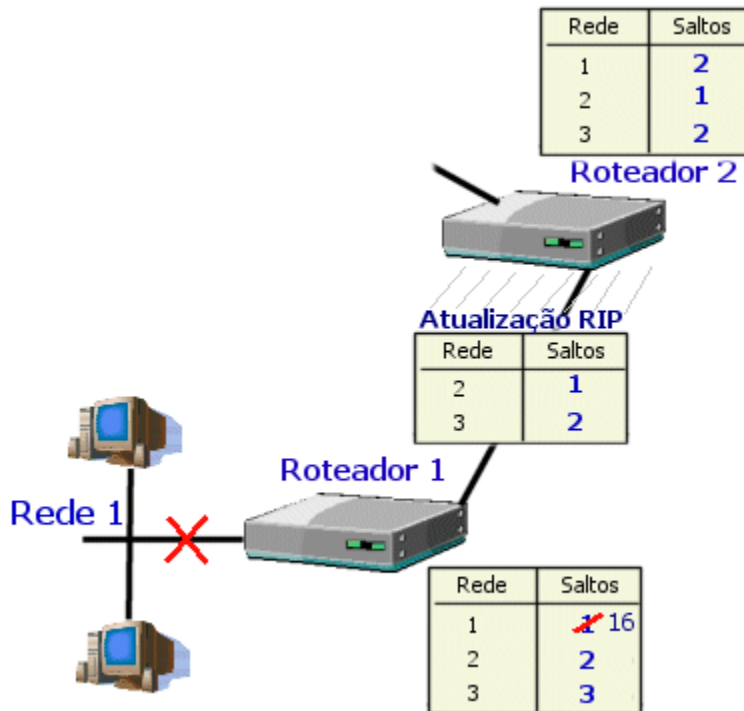 Rede Saltos
1 2
2 1
3 2
Roteador 2
Atualização RIP
Rede Saltos
2 1
3 2
Roteador 1
Rede 1
Rede Saltos
1 1 16
2 2
3 3